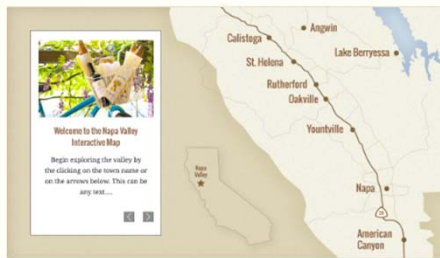 Welcome to the Napa Valley
Interactive Map
Begin exploring the valley by
the clicking on the town name or
on the arrows below. This can be
any text....
Napa
Valley
Angwin
Calistoga
Lake Berryessa
St. Helena
Rutherford
Oakville
Yountville
Napa
American
Canyon